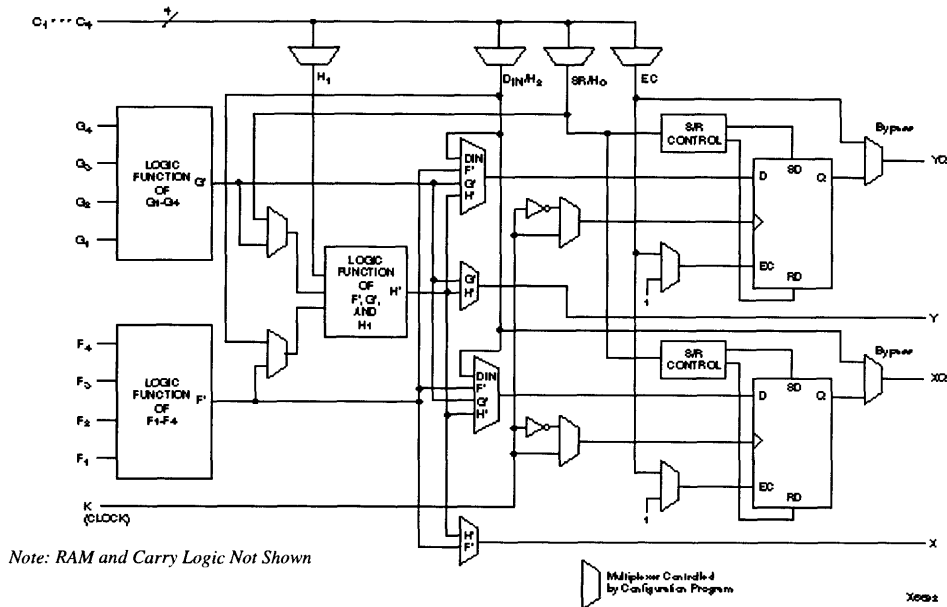 C1 ••• C4
4
H1
DIN/H2
SR/H0
EC
G4
G3
G2
G1
LOGIC
FUNCTION
OF
G1-G4
G'
DIN
F'
G'
H'
S/R
CONTROL
Bypass
YQ
D
SD
Q
EC
RD
1
LOGIC
FUNCTION
OF
F', G',
AND
H1
H'
G'
H'
Y
F4
F3
F2
F1
LOGIC
FUNCTION
OF
F1-F4
F'
DIN
F'
G'
H'
S/R
CONTROL
Bypass
XQ
D
SD
Q
EC
RD
1
K
(CLOCK)
H'
F'
X
Note: RAM and Carry Logic Not Shown
Multiplexer Controlled
by Configuration Program